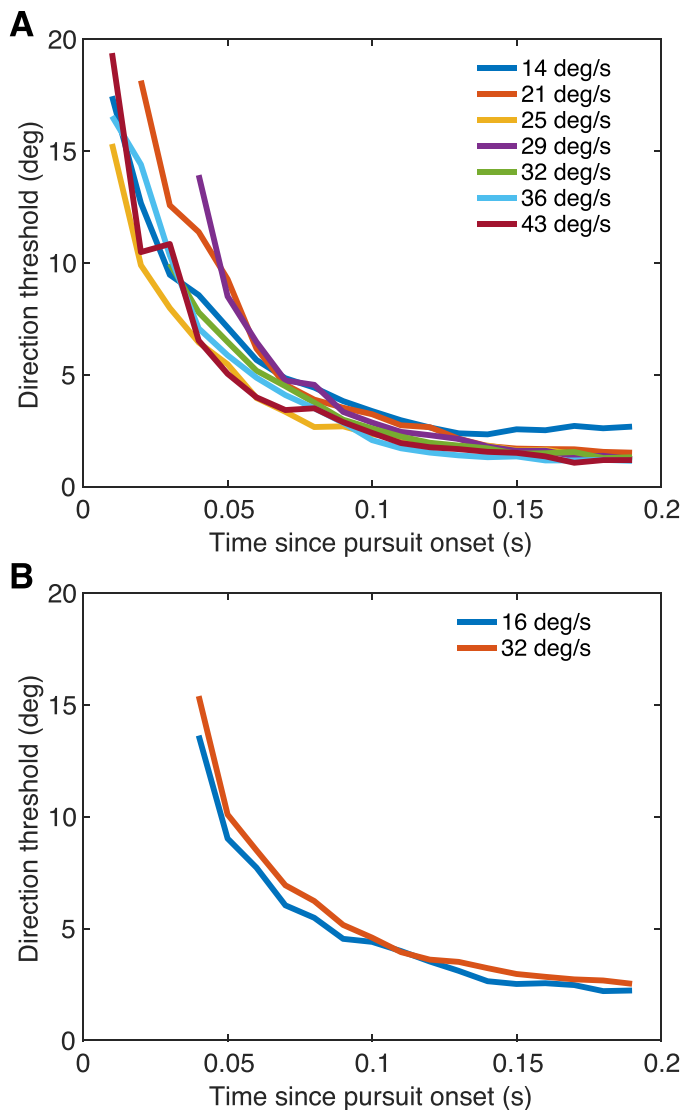 A
20
15
10
5
0
Direction threshold (deg)
14 deg/s
21 deg/s
25 deg/s
29 deg/s
32 deg/s
36 deg/s
43 deg/s
0 0.05 0.1 0.15 0.2
Time since pursuit onset (s)
B
20
15
10
5
0
Direction threshold (deg)
16 deg/s
32 deg/s
0 0.05 0.1 0.15 0.2
Time since pursuit onset (s)